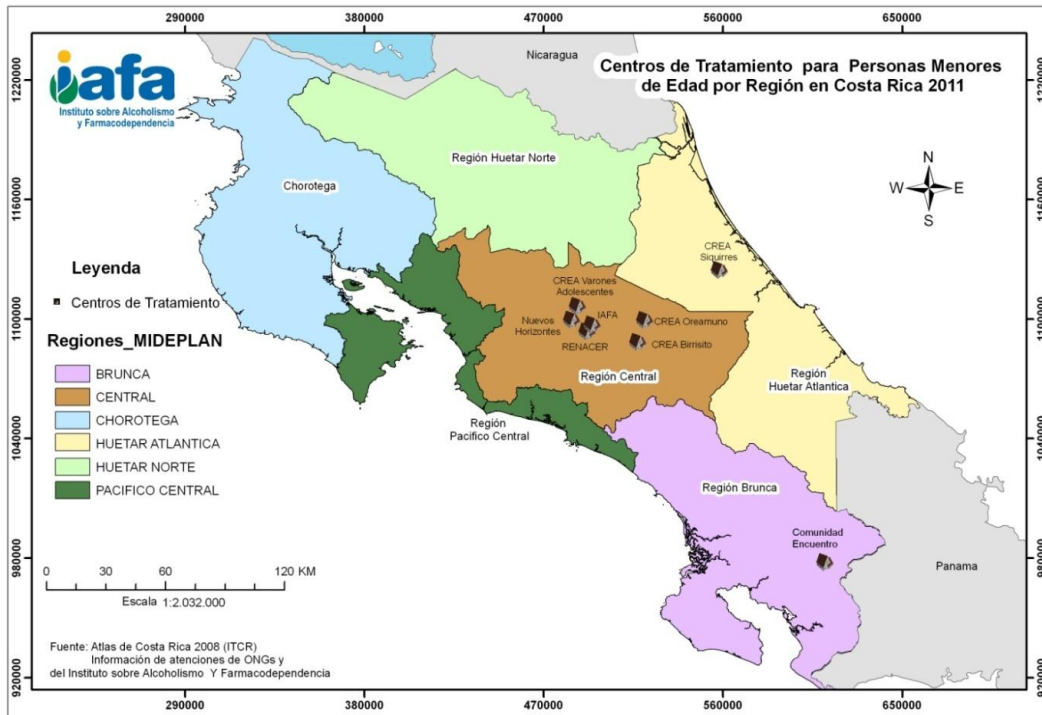 290000 380000 470000 560000 650000
iafa
Instituto sobre Alcoholismo
y Farmacodependencia
Nicaragua
Centros de Tratamiento para Personas Menores
de Edad por Región en Costa Rica 2011
1220000
1220000
Región Huetar Norte
Chorotega
N
W E
S
1160000
1160000
CREA
Siquirres
Leyenda
Centros de Tratamiento
CREA Varones
Adolescentes
Nuevos
Horizontes
IAFA
RENACER
CREA Oreamuno
CREA Birrisito
1100000
1100000
Regiones_MIDEPLAN
BRUNCA
CENTRAL
CHOROTEGA
HUETAR ATLANTICA
HUETAR NORTE
PACIFICO CENTRAL
Región Central
Región
Huetar Atlantica
Región
Pacifico Central
1040000
1040000
Región Brunca
Comunidad
Encuentro
Panama
980000
980000
0 30 60 120 KM
Escala 1:2.032.000
Fuente: Atlas de Costa Rica 2008 (ITCR)
Información de atenciones de ONGs y
del Instituto sobre Alcoholismo Y Farmacodependencia
920000
920000
290000 380000 470000 560000 650000